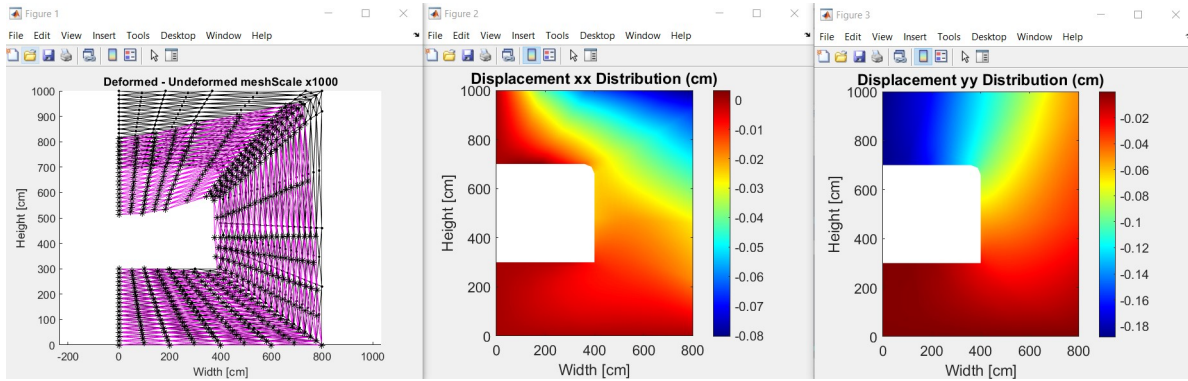 Figure 1
File Edit View Insert Tools Desktop Window Help
Deformed - Undeformed meshScale x1000
Height [cm]
1000
900
800
700
600
500
400
300
200
100
0
-200 0 200 400 600 800 1000
Width [cm]
Figure 2
File Edit View Insert Tools Desktop Window Help
Displacement xx Distribution (cm)
Height [cm]
1000
800
600
400
200
0
0 200 400 600 800
Width [cm]
0
-0.01
-0.02
-0.03
-0.04
-0.05
-0.06
-0.07
-0.08
Figure 3
File Edit View Insert Tools Desktop Window Help
Displacement yy Distribution (cm)
Height [cm]
1000
800
600
400
200
0
0 200 400 600 800
Width [cm]
-0.02
-0.04
-0.06
-0.08
-0.1
-0.12
-0.14
-0.16
-0.18